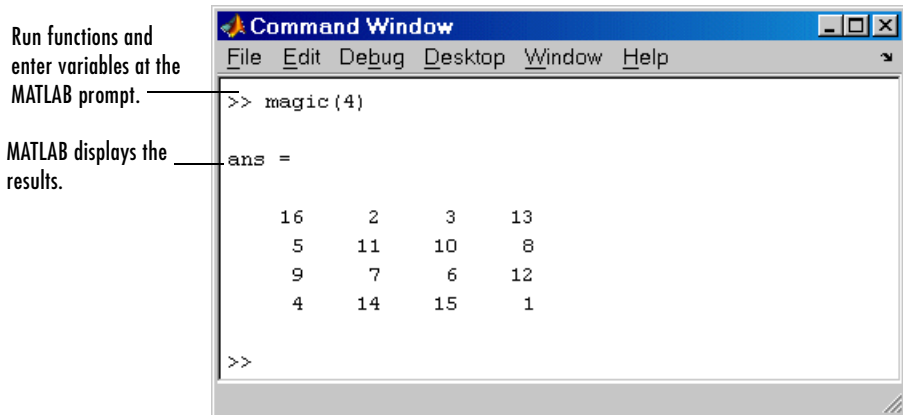 Run functions and
enter variables at the
MATLAB prompt.
MATLAB displays the
results.
Command Window
File Edit Debug Desktop Window Help
>> magic(4)
ans =
16 2 3 13
5 11 10 8
9 7 6 12
4 14 15 1
>>